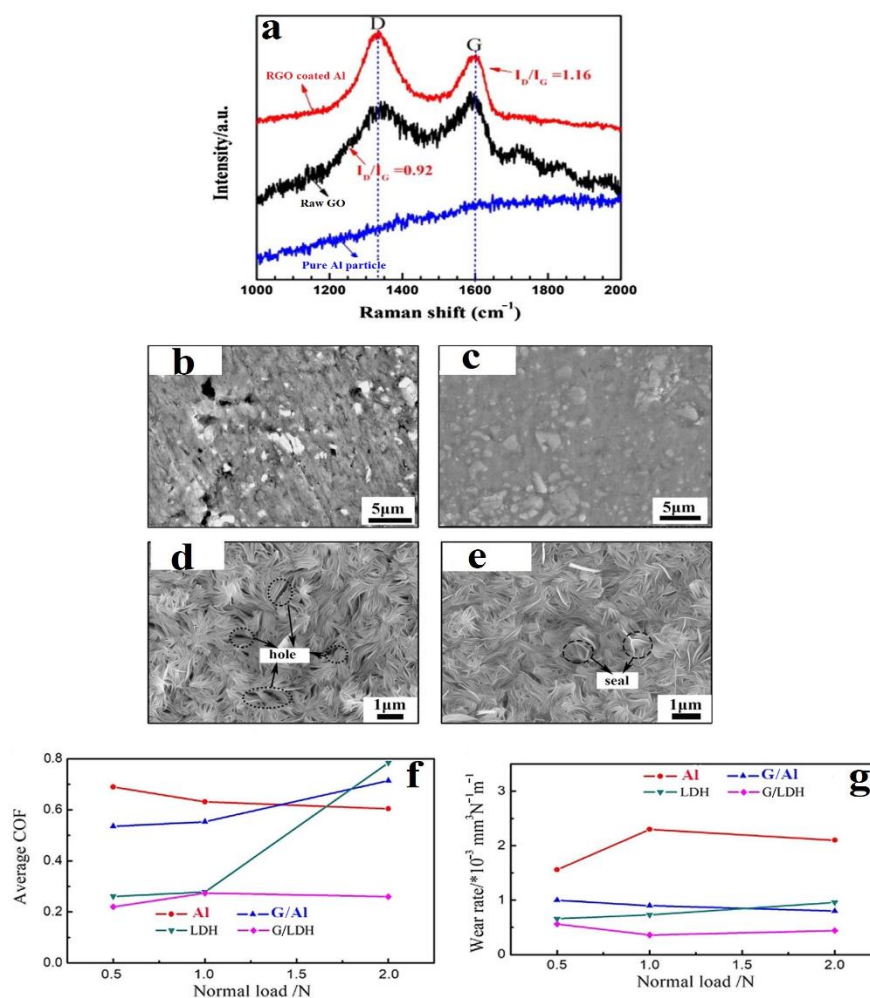 a
D
G
RGO coated Al
I_D/I_G =1.16
I_D/I_G =0.92
Raw GO
Pure Al particle
Intensity/a.u.
1000 1200 1400 1600 1800 2000
Raman shift (cm⁻¹)
b
5μm
c
5μm
d
hole
1μm
e
seal
1μm
f
0.8
0.6
0.4
0.2
0.0
Average COF
Al G/Al
LDH G/LDH
0.5 1.0 1.5 2.0
Normal load /N
g
3
2
1
0
Wear rate/*10⁻³ mm³N⁻¹m⁻¹
Al G/Al
LDH G/LDH
0.5 1.0 1.5 2.0
Normal load /N